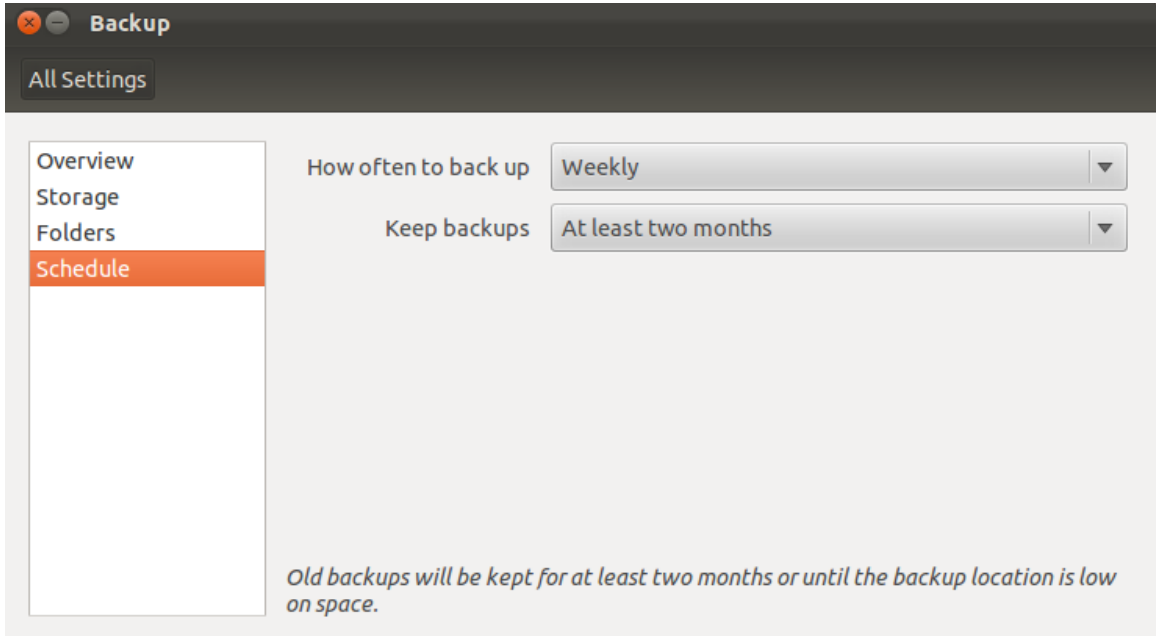 Backup
All Settings
Overview
Storage
Folders
Schedule
How often to back up Weekly
Keep backups At least two months
Old backups will be kept for at least two months or until the backup location is low
on space.